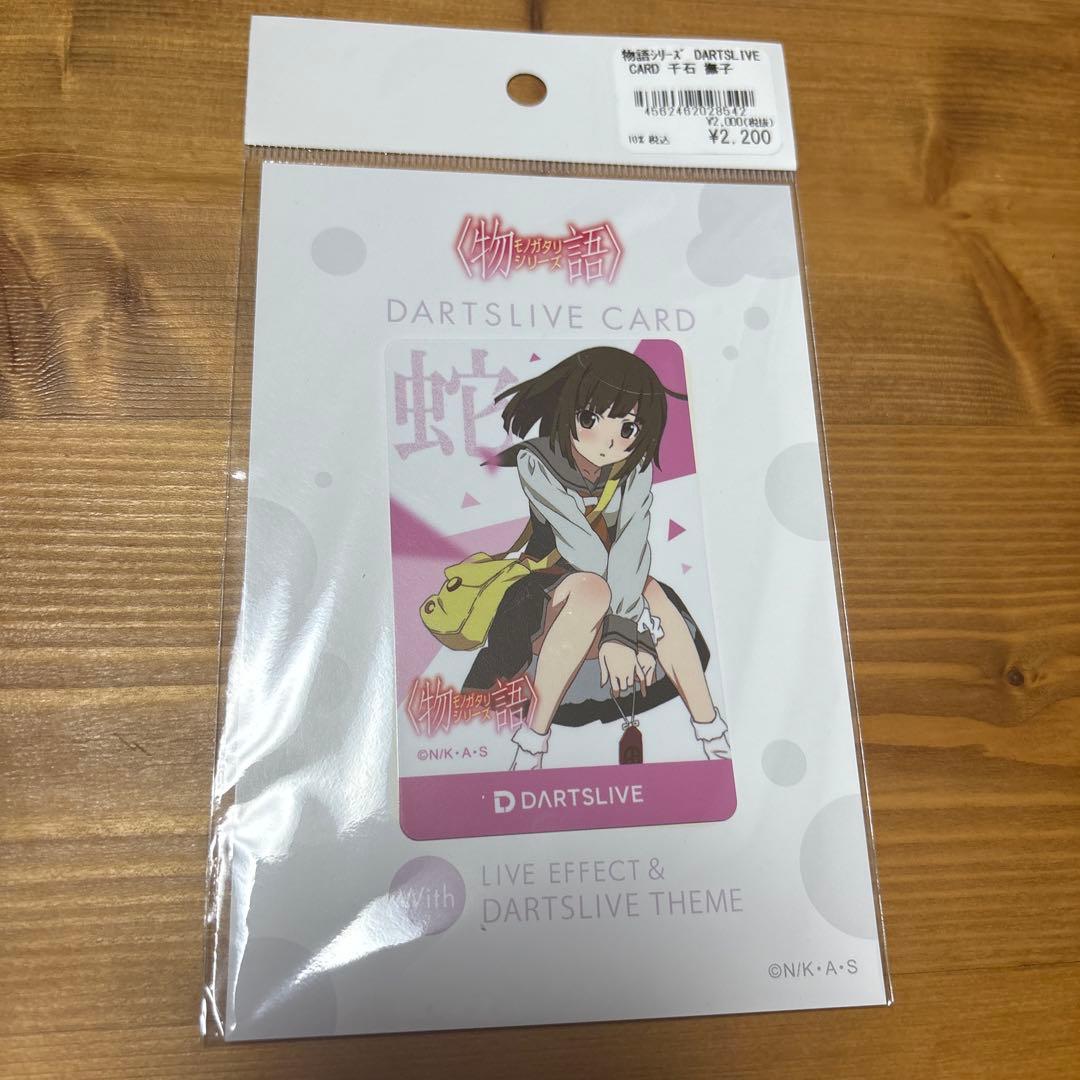 物語ｼﾘｰｽﾞ DARTSLIVE
CARD 千石 撫子
4562462028542
¥2,000(税抜)
10% 税込 ¥2,200
〈物語〉
モノガタリ
シリーズ
DARTSLIVE CARD
蛇
〈物語〉
モノガタリ
シリーズ
©N/K・A・S
DARTSLIVE
With
LIVE EFFECT &
DARTSLIVE THEME
©N/K・A・S